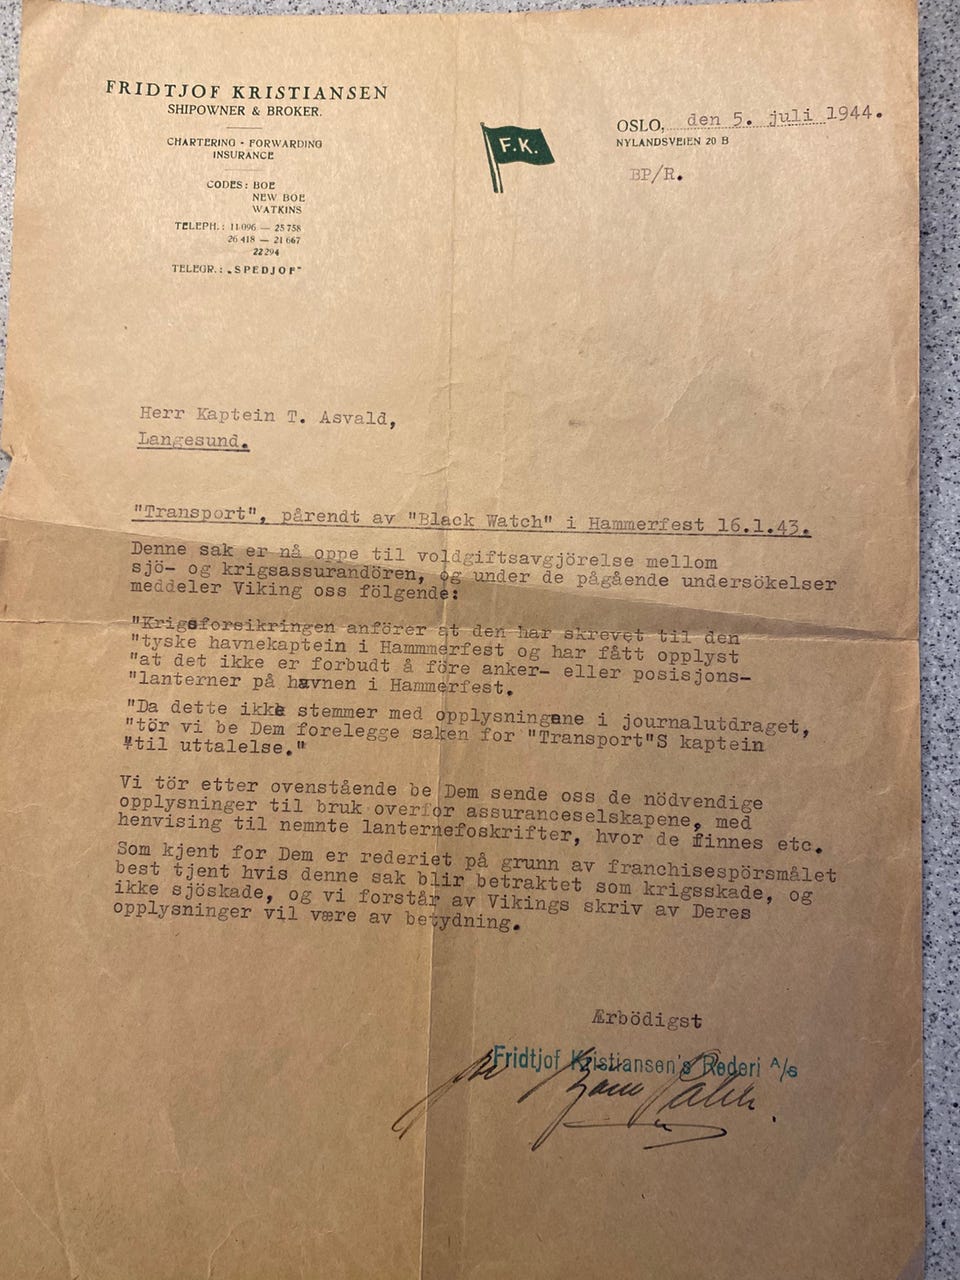 FRIDTJOF KRISTIANSEN
SHIPOWNER & BROKER.
CHARTERING - FORWARDING
INSURANCE
CODES: BOE
NEW BOE
WATKINS
TELEPH.: 11 096 — 25 758
26 418 — 21 667
22 294
TELEGR.: „SPEDJOF"
F.K.
OSLO, den 5. juli 1944.
NYLANDSVEIEN 20 B
BP/R.
Herr Kaptein T. Asvald,
Langesund.
"Transport", pårendt av "Black Watch" i Hammerfest 16.1.43.
Denne sak er nå oppe til voldgiftsavgjörelse mellom
sjö- og krigsassurandören, og under de pågående undersökelser
meddeler Viking oss fölgende:
"Krigsforsikringen anförer at den har skrevet til den
"tyske havnekaptein i Hammmerfest og har fått opplyst
"at det ikke er forbudt å före anker- eller posisjons-
"lanterner på havnen i Hammerfest.
"Da dette ikke stemmer med opplysningene i journalutdraget,
"tör vi be Dem forelegge saken for "Transport"S kaptein
"til uttalelse."
Vi tör etter ovenstående be Dem sende oss de nödvendige
opplysninger til bruk overfor assuranceselskapene, med
henvising til nemnte lanternefoskrifter, hvor de finnes etc.
Som kjent for Dem er rederiet på grunn av franchisespörsmålet
best tjent hvis denne sak blir betraktet som krigsskade, og
ikke sjöskade, og vi forstår av Vikings skriv av Deres
opplysninger vil være av betydning.
Ærbödigst
Fridtjof Kristiansen's Rederi A/s